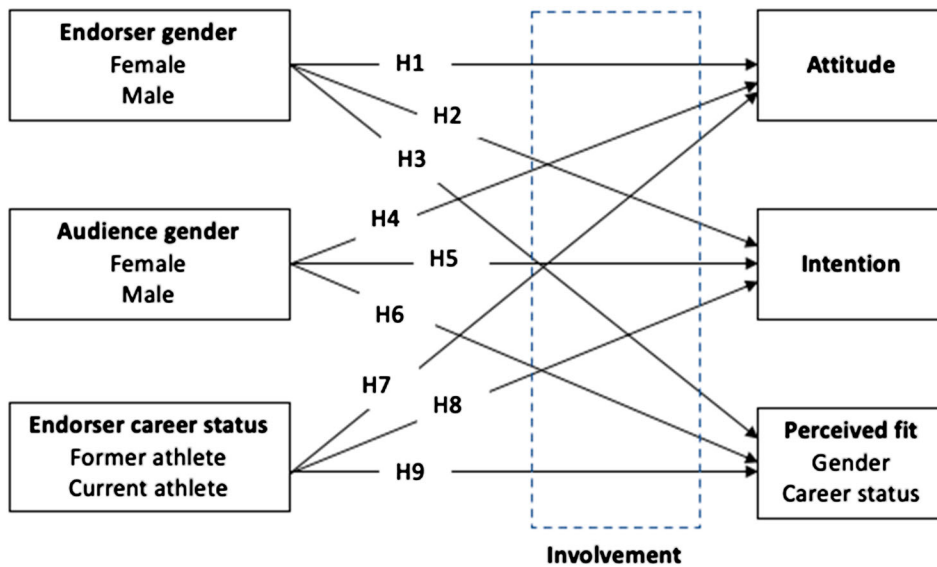 Endorser gender
Female
Male
H1
H2
H3
Attitude
Audience gender
Female
Male
H4
H5
H6
Intention
Endorser career status
Former athlete
Current athlete
H7
H8
H9
Perceived fit
Gender
Career status
Involvement